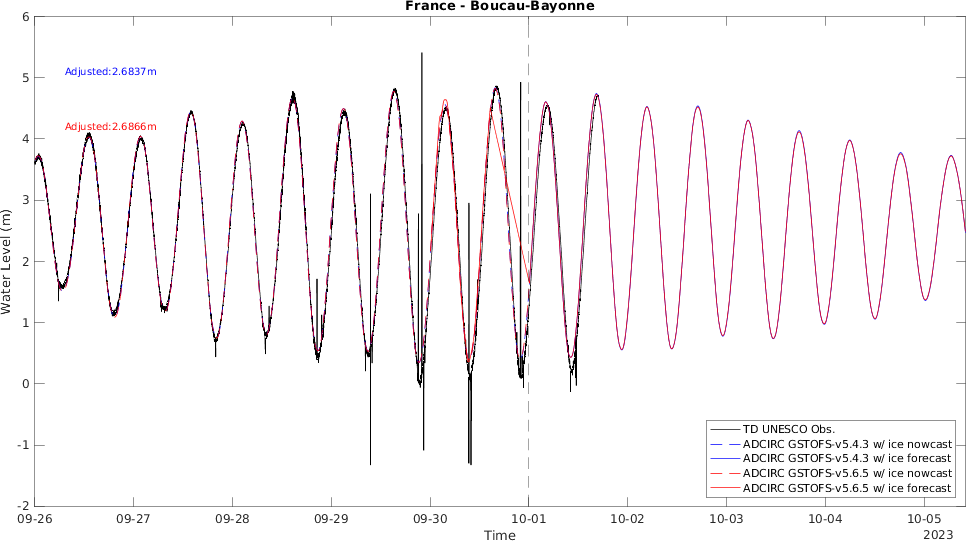 France - Boucau-Bayonne
6
5
4
3
2
1
0
-1
-2
Water Level (m)
Adjusted:2.6837m
Adjusted:2.6866m
TD UNESCO Obs.
ADCIRC GSTOFS-v5.4.3 w/ ice nowcast
ADCIRC GSTOFS-v5.4.3 w/ ice forecast
ADCIRC GSTOFS-v5.6.5 w/ ice nowcast
ADCIRC GSTOFS-v5.6.5 w/ ice forecast
09-26 09-27 09-28 09-29 09-30 10-01 10-02 10-03 10-04 10-05
Time
2023